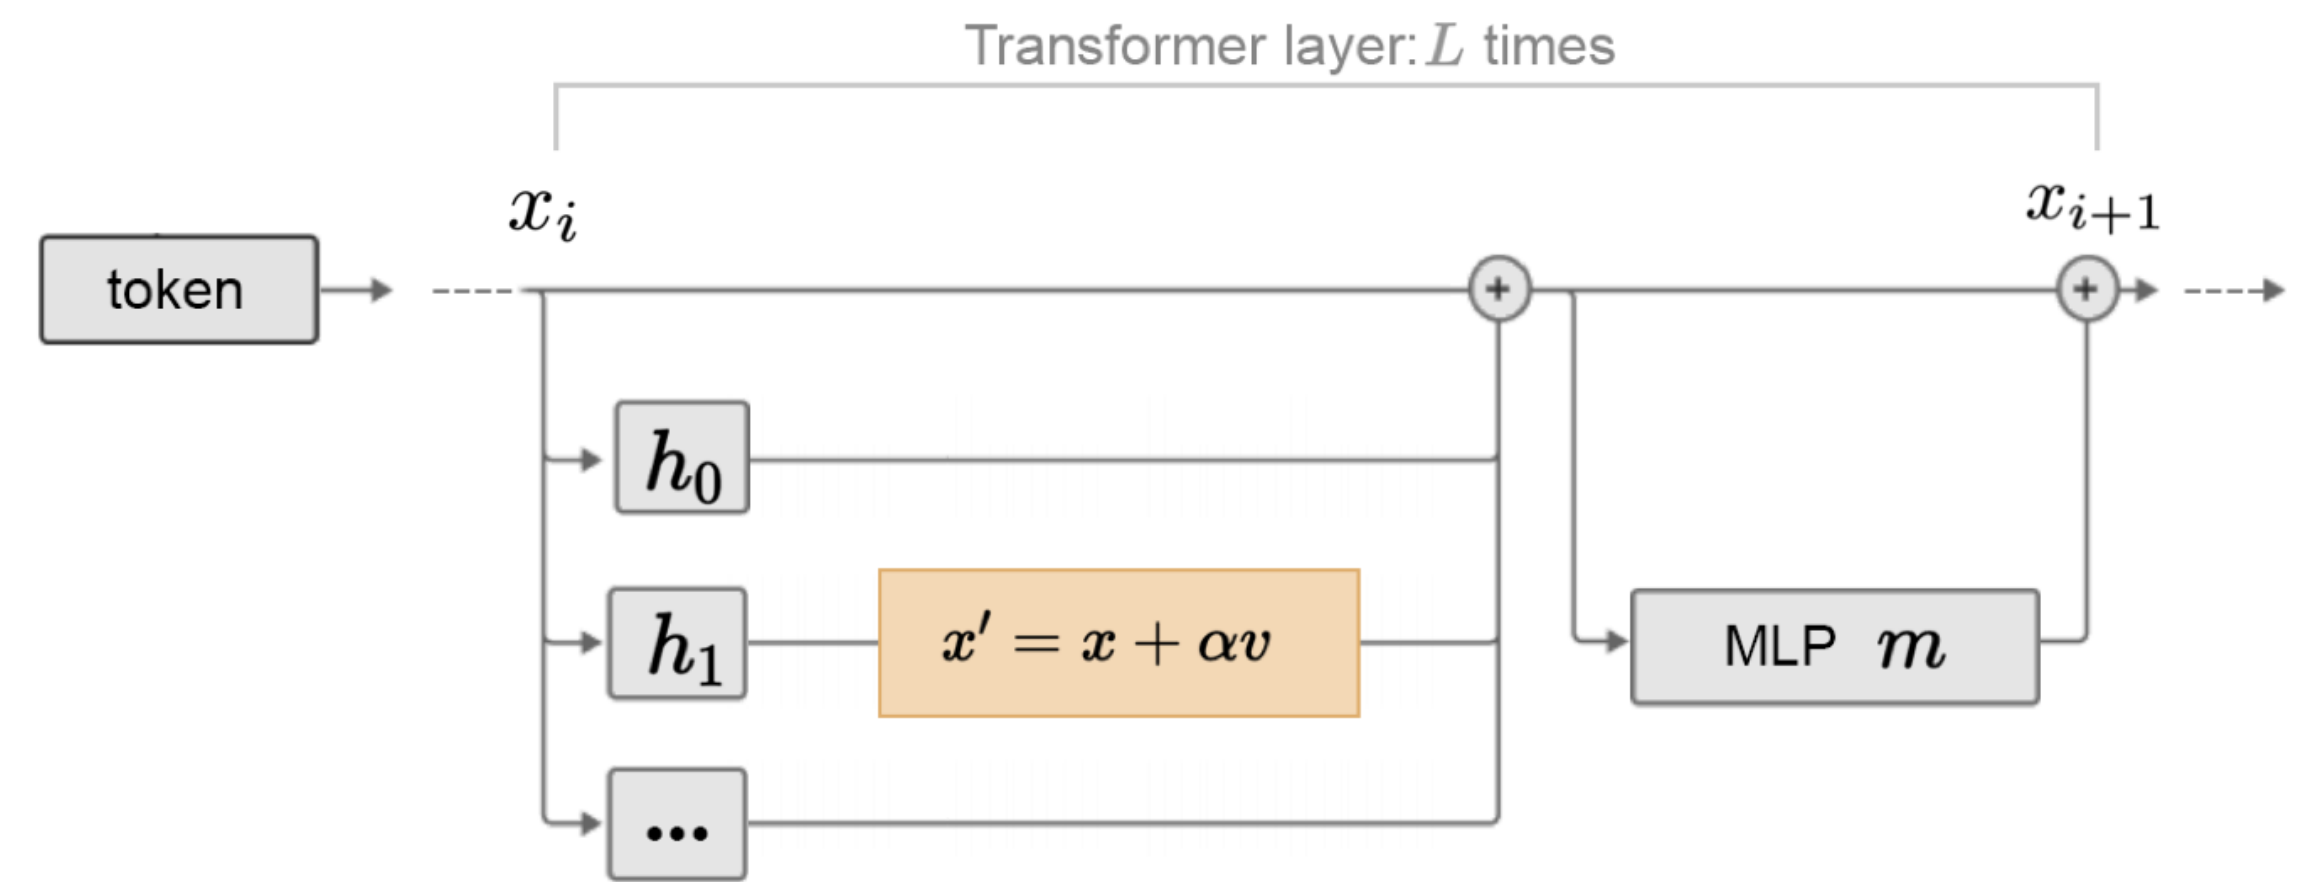 Transformer layer: L times
x_i
x_{i+1}
token
+
+
h_0
h_1
x′ = x + αv
MLP m
...